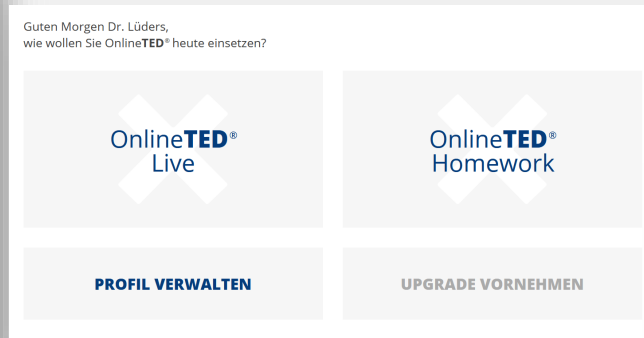 Guten Morgen Dr. Lüders,
wie wollen Sie OnlineTED® heute einsetzen?
OnlineTED®
Live
OnlineTED®
Homework
PROFIL VERWALTEN
UPGRADE VORNEHMEN